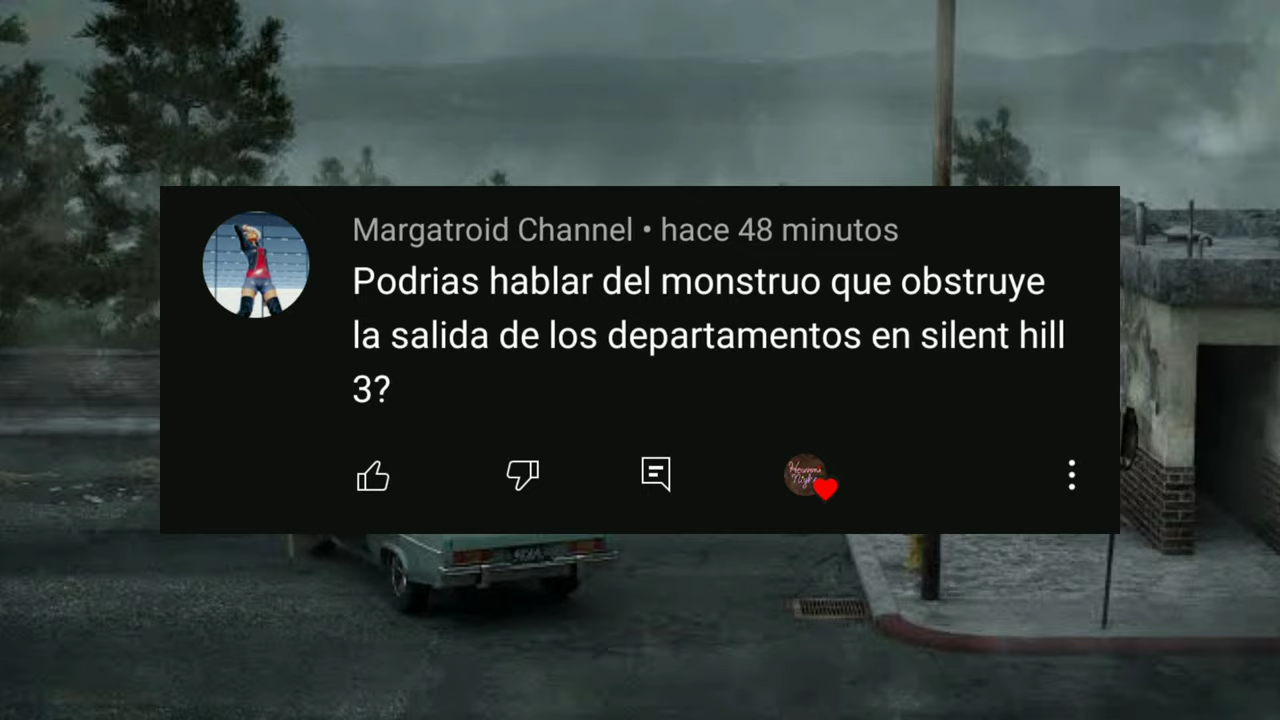 Margatroid Channel • hace 48 minutos
Podrias hablar del monstruo que obstruye
la salida de los departamentos en silent hill
3?